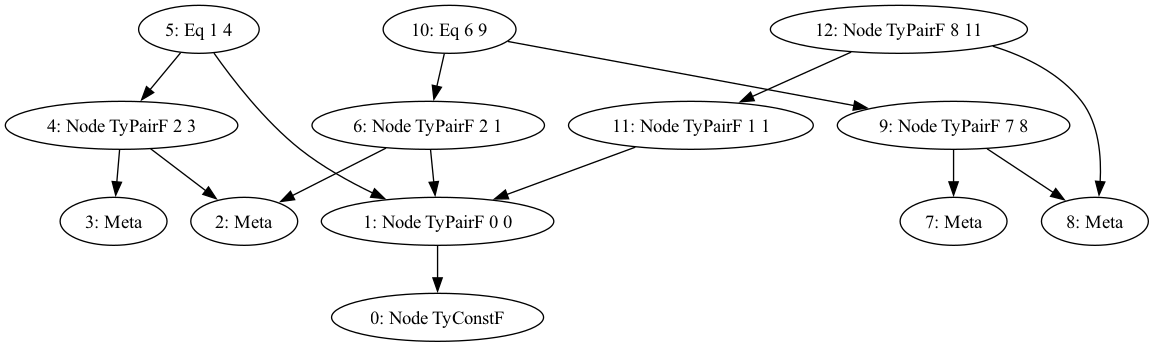 5: Eq 1 4
10: Eq 6 9
12: Node TyPairF 8 11
4: Node TyPairF 2 3
6: Node TyPairF 2 1
11: Node TyPairF 1 1
9: Node TyPairF 7 8
3: Meta
2: Meta
1: Node TyPairF 0 0
7: Meta
8: Meta
0: Node TyConstF